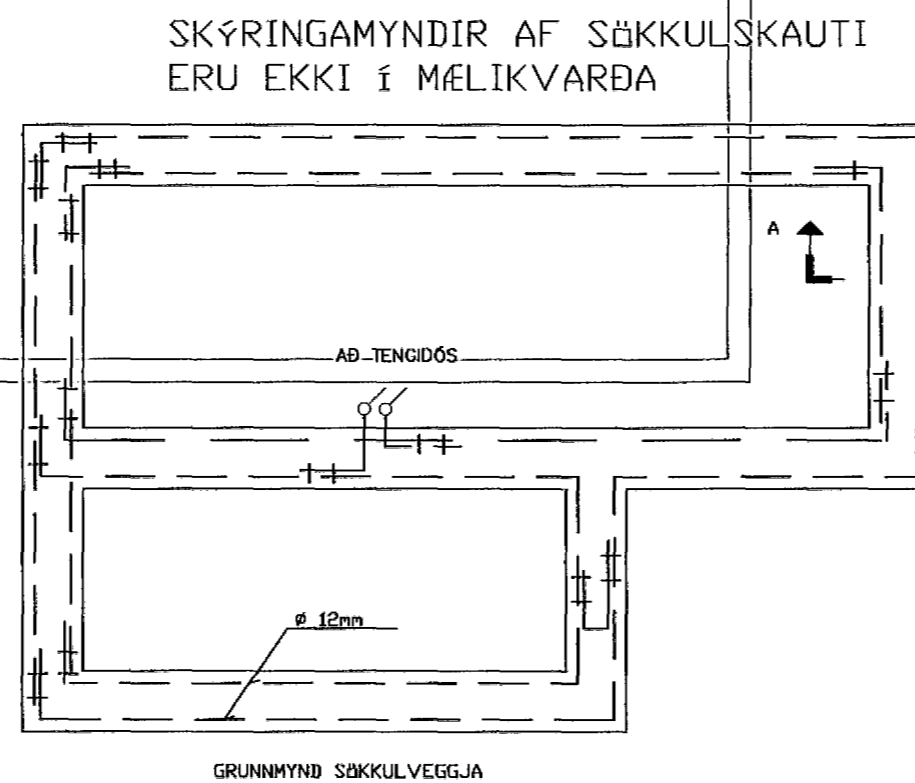 SKÝRINGAMYNDIR AF SÖKKULSKAUTI
ERU EKKI Í MÆLIKVARÐA
A
AÐ TENGIDÓS
ø 12mm
GRUNNMYND SÖKKULVEGGJA